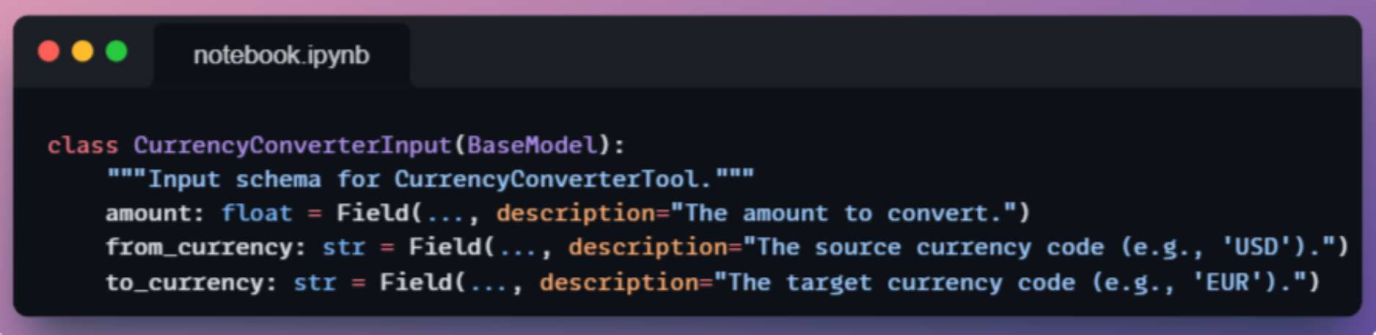 notebook.ipynb
class CurrencyConverterInput(BaseModel):
    """Input schema for CurrencyConverterTool."""
    amount: float = Field(..., description="The amount to convert.")
    from_currency: str = Field(..., description="The source currency code (e.g., 'USD').")
    to_currency: str = Field(..., description="The target currency code (e.g., 'EUR').")